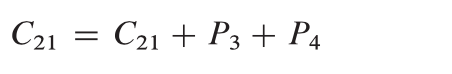 C₂₁ = C₂₁ + P₃ + P₄